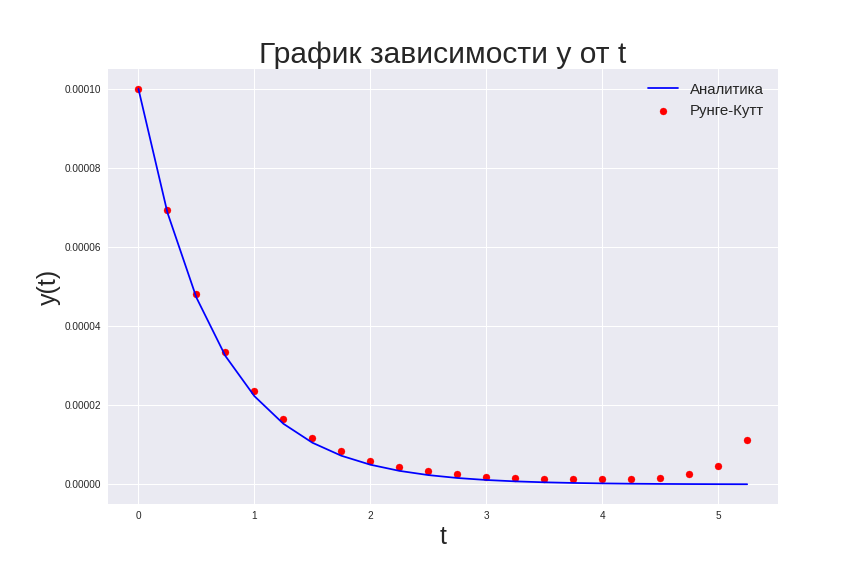 График зависимости y от t
Аналитика
Рунге-Кутт
y(t)
0.00010
0.00008
0.00006
0.00004
0.00002
0.00000
0 1 2 3 4 5
t